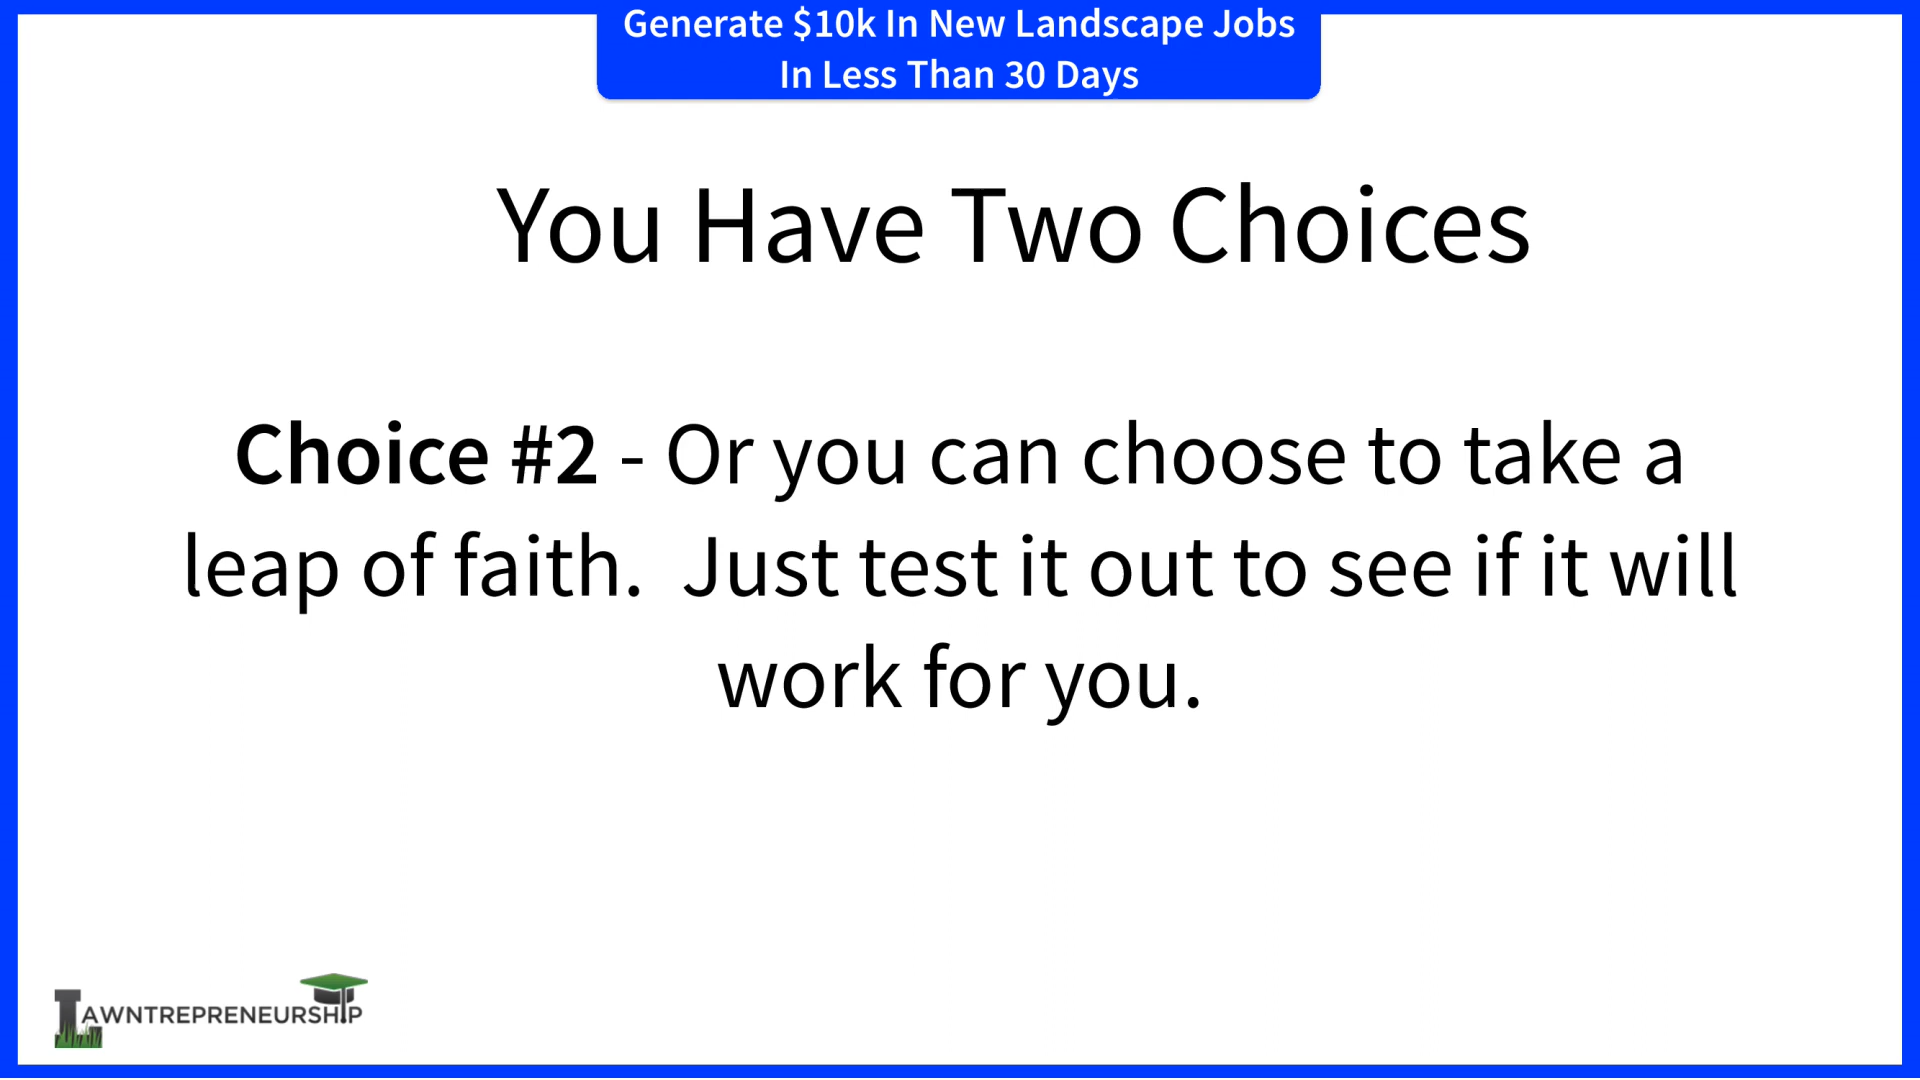 Generate $10k In New Landscape Jobs
In Less Than 30 Days
You Have Two Choices
Choice #2 - Or you can choose to take a
leap of faith.  Just test it out to see if it will
work for you.
LAWNTREPRENEURSHIP